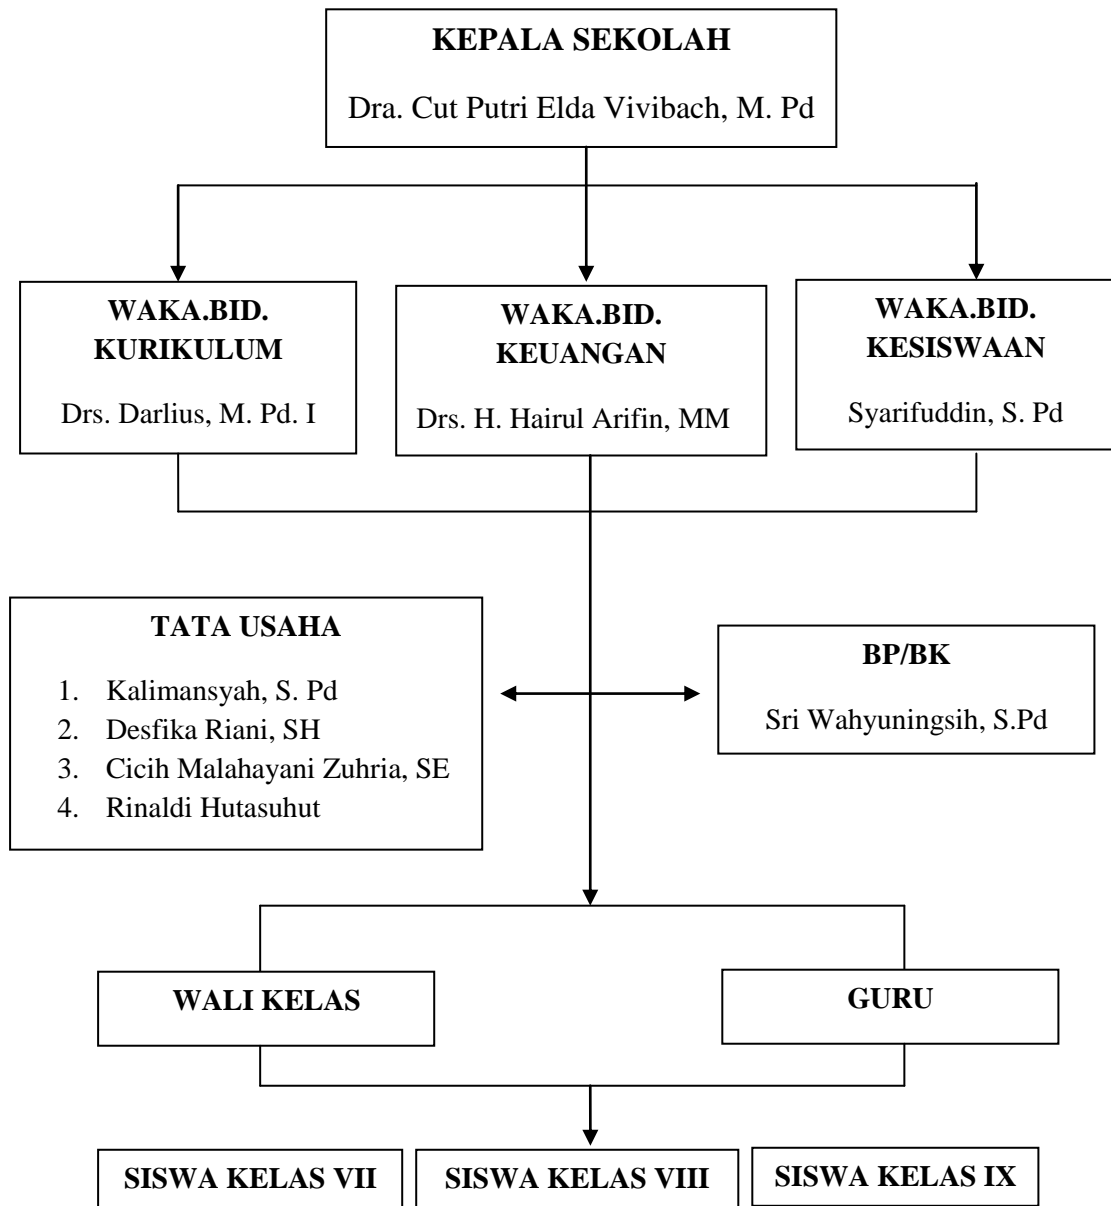 KEPALA SEKOLAH
Dra. Cut Putri Elda Vivibach, M. Pd
WAKA.BID.
KURIKULUM
Drs. Darlius, M. Pd. I
WAKA.BID.
KEUANGAN
Drs. H. Hairul Arifin, MM
WAKA.BID.
KESISWAAN
Syarifuddin, S. Pd
TATA USAHA
1. Kalimansyah, S. Pd
2. Desfika Riani, SH
3. Cicih Malahayani Zuhria, SE
4. Rinaldi Hutasuhut
BP/BK
Sri Wahyuningsih, S.Pd
WALI KELAS
GURU
SISWA KELAS VII
SISWA KELAS VIII
SISWA KELAS IX